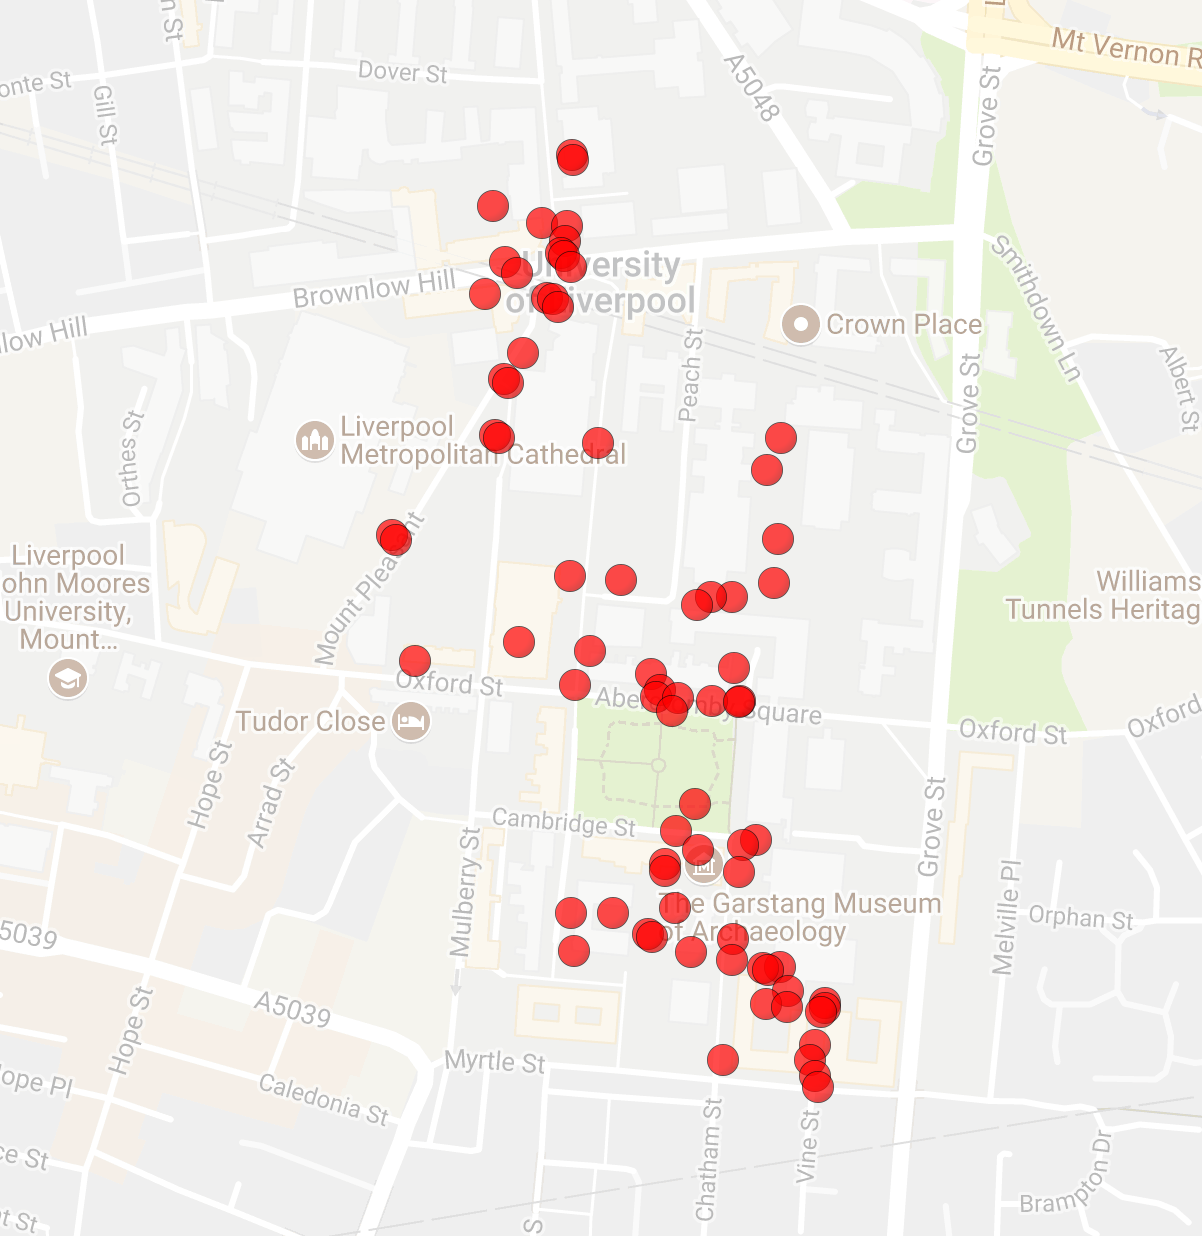 Mt Vernon R
Dover St
onte St
Gill St
n St
A5048
Grove St
L
University
of Liverpool
Brownlow Hill
low Hill
Crown Place
Smithdown Ln
Peach St
Grove St
Albert St
Orthes St
Liverpool
Metropolitan Cathedral
Mount Pleasant
Liverpool
ohn Moores
University,
Mount...
Williams
Tunnels Heritag
Oxford St
Abercromby Square
Tudor Close
Oxford St
Oxford
Hope St
Arrad St
Cambridge St
Grove St
Mulberry St
The Garstang Museum
of Archaeology
Melville Pl
Orphan St
5039
A5039
Hope St
Myrtle St
ope Pl
Caledonia St
Chatham St
Vine St
Brampton Dr
ce St
t St
S